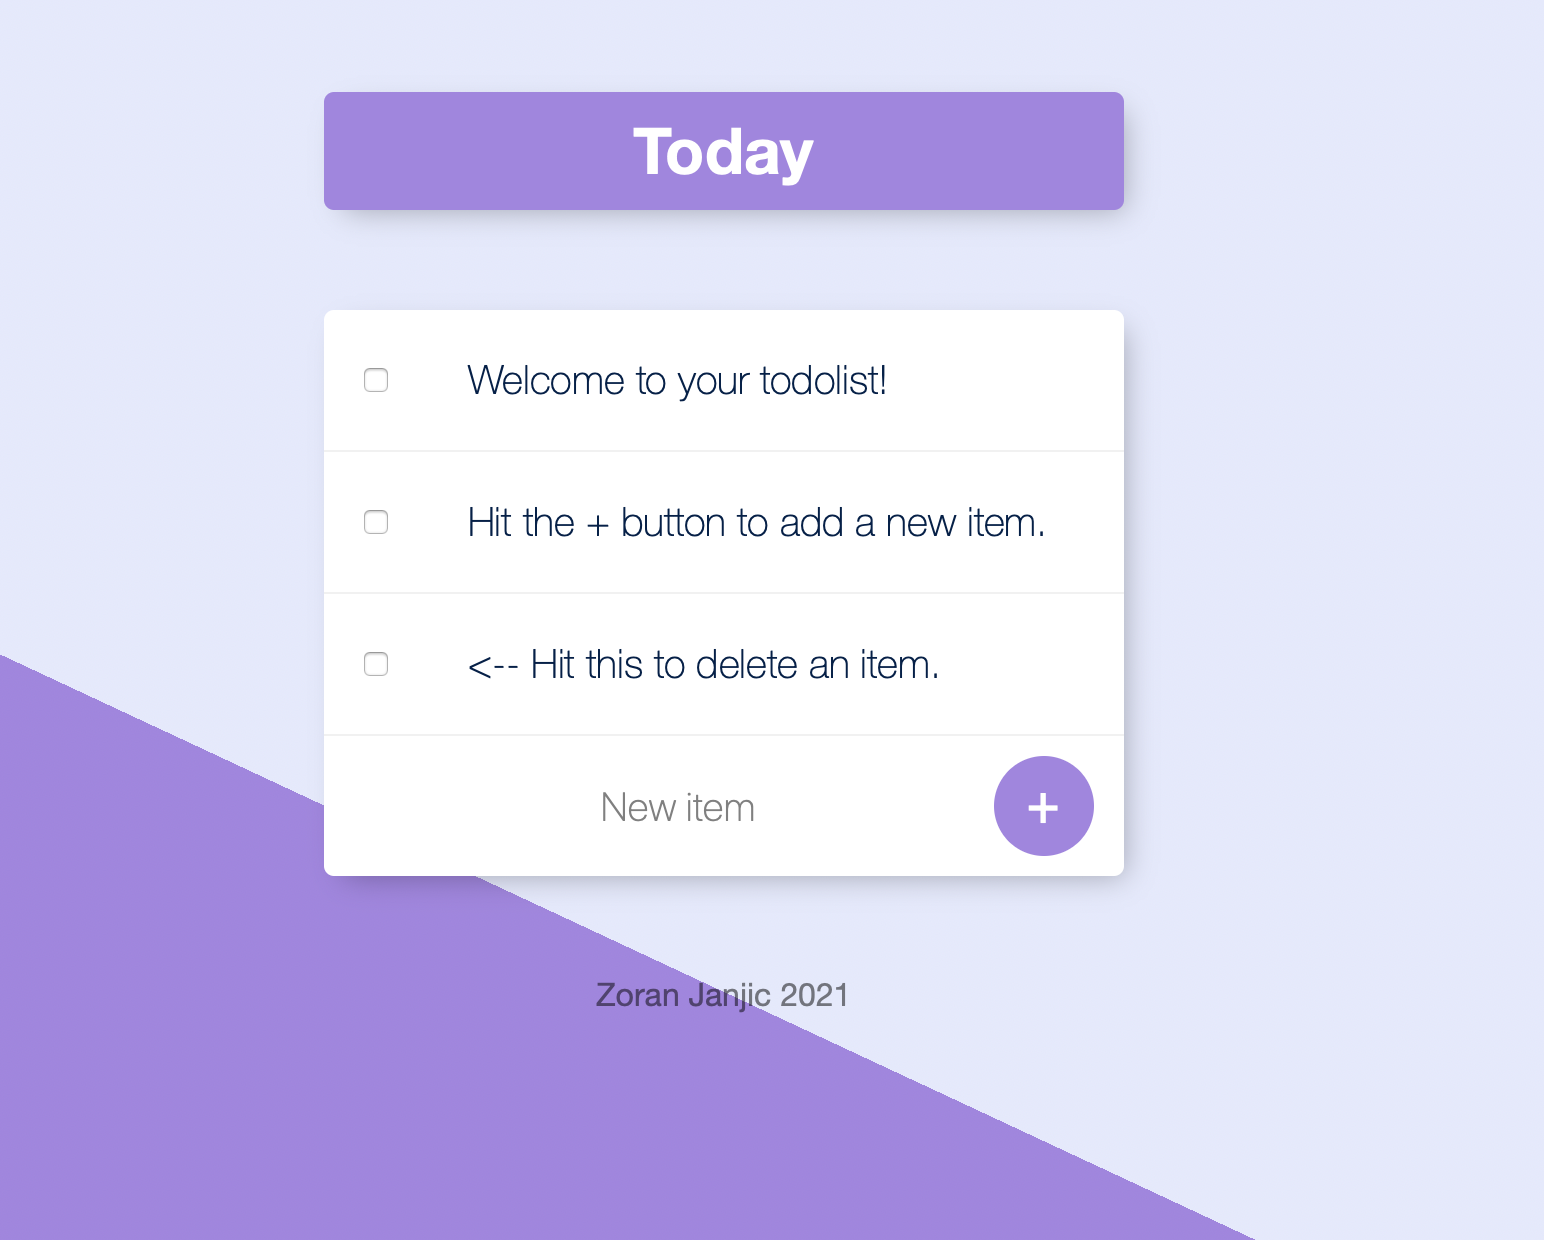 Today
Welcome to your todolist!
Hit the + button to add a new item.
<-- Hit this to delete an item.
New item
+
Zoran Janjic 2021